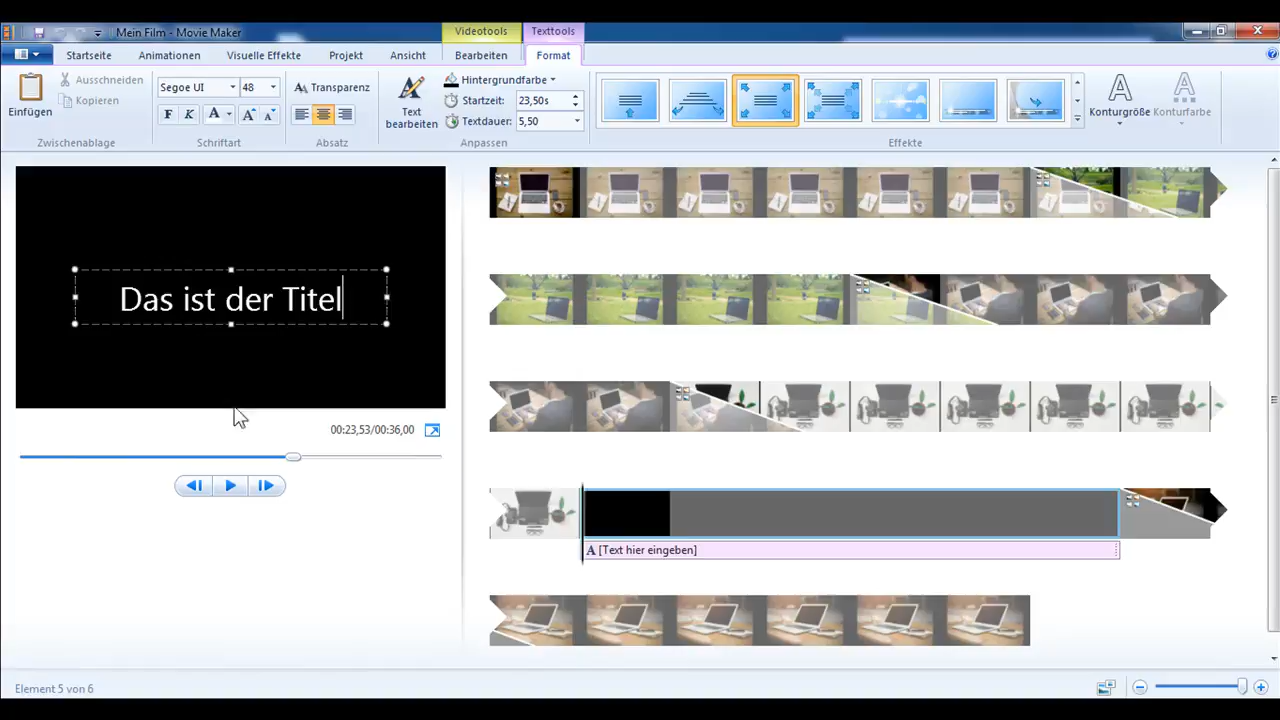 Mein Film - Movie Maker
Videotools
Texttools
Startseite
Animationen
Visuelle Effekte
Projekt
Ansicht
Bearbeiten
Format
Einfügen
Ausschneiden
Kopieren
Zwischenablage
Segoe UI
48
F K A A A
Schriftart
Transparenz
Absatz
Text bearbeiten
Hintergrundfarbe
Startzeit: 23,50s
Textdauer: 5,50
Anpassen
Effekte
Konturgröße
Konturfarbe
Das ist der Titel
00:23,53/00:36,00
A [Text hier eingeben]
Element 5 von 6